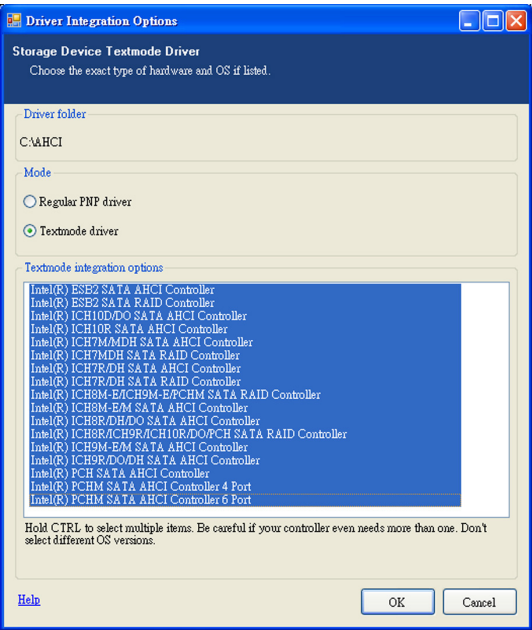 Driver Integration Options
Storage Device Textmode Driver
Choose the exact type of hardware and OS if listed.
Driver folder
C:\AHCI
Mode
Regular PNP driver
Textmode driver
Textmode integration options
Intel(R) ESB2 SATA AHCI Controller
Intel(R) ESB2 SATA RAID Controller
Intel(R) ICH10D/DO SATA AHCI Controller
Intel(R) ICH10R SATA AHCI Controller
Intel(R) ICH7M/MDH SATA AHCI Controller
Intel(R) ICH7MDH SATA RAID Controller
Intel(R) ICH7R/DH SATA AHCI Controller
Intel(R) ICH7R/DH SATA RAID Controller
Intel(R) ICH8M-E/ICH9M-E/PCHM SATA RAID Controller
Intel(R) ICH8M-E/M SATA AHCI Controller
Intel(R) ICH8R/DH/DO SATA AHCI Controller
Intel(R) ICH8R/ICH9R/ICH10R/DO/PCH SATA RAID Controller
Intel(R) ICH9M-E/M SATA AHCI Controller
Intel(R) ICH9R/DO/DH SATA AHCI Controller
Intel(R) PCH SATA AHCI Controller
Intel(R) PCHM SATA AHCI Controller 4 Port
Intel(R) PCHM SATA AHCI Controller 6 Port
Hold CTRL to select multiple items. Be careful if your controller even needs more than one. Don't
select different OS versions.
Help
OK
Cancel